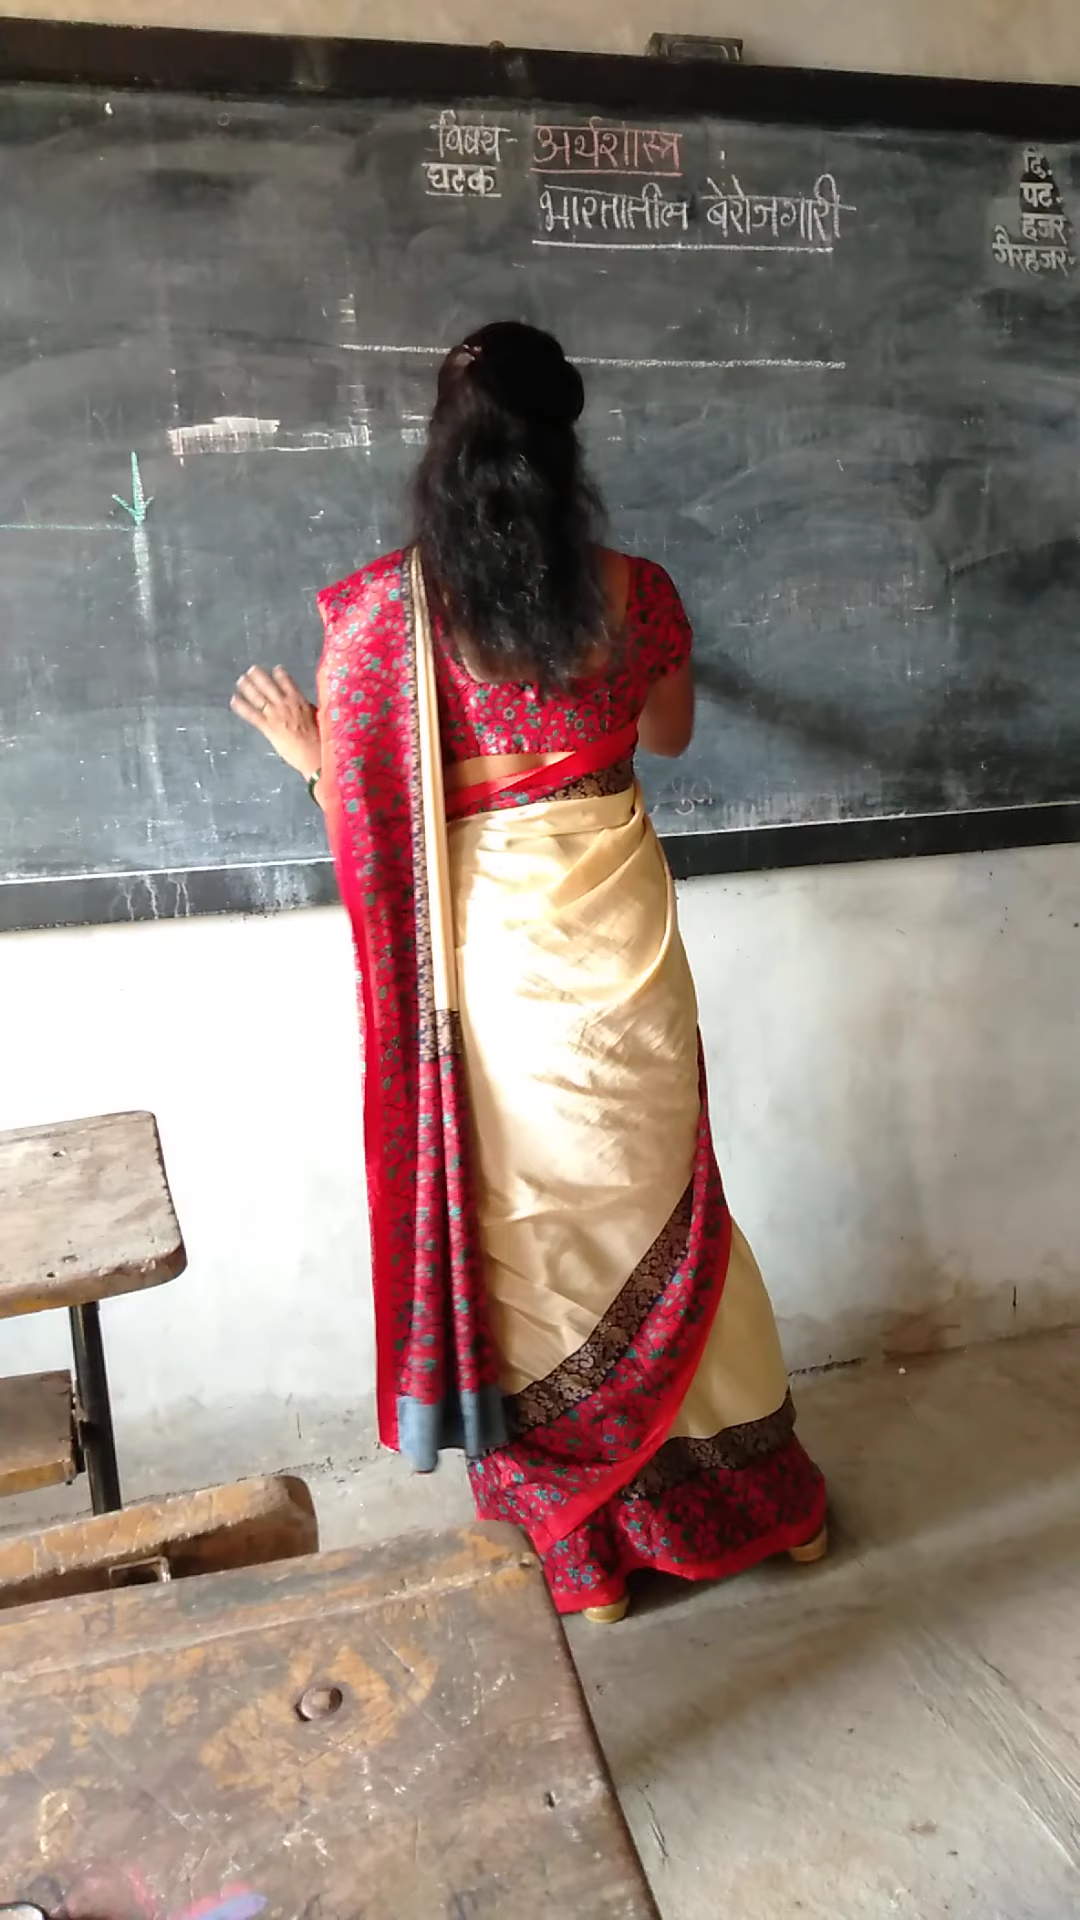 विषय - अर्थशास्त्र
घटक
भारतातील बेरोजगारी
दि.
पट.
हजर.
गैरहजर.